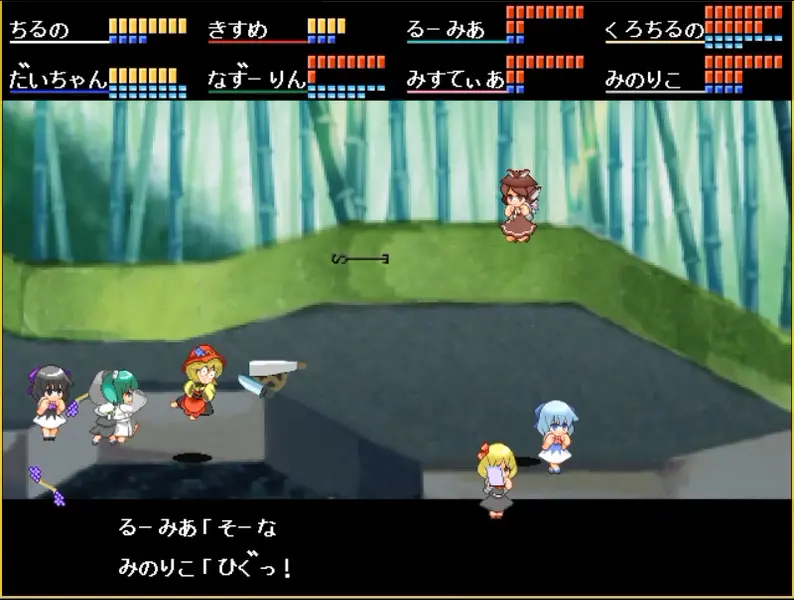 ちるの きすめ るーみあ くろちるの
だいちゃん なずーりん みすてぃあ みのりこ
るーみあ「そーな
みのりこ「ひぐっ!